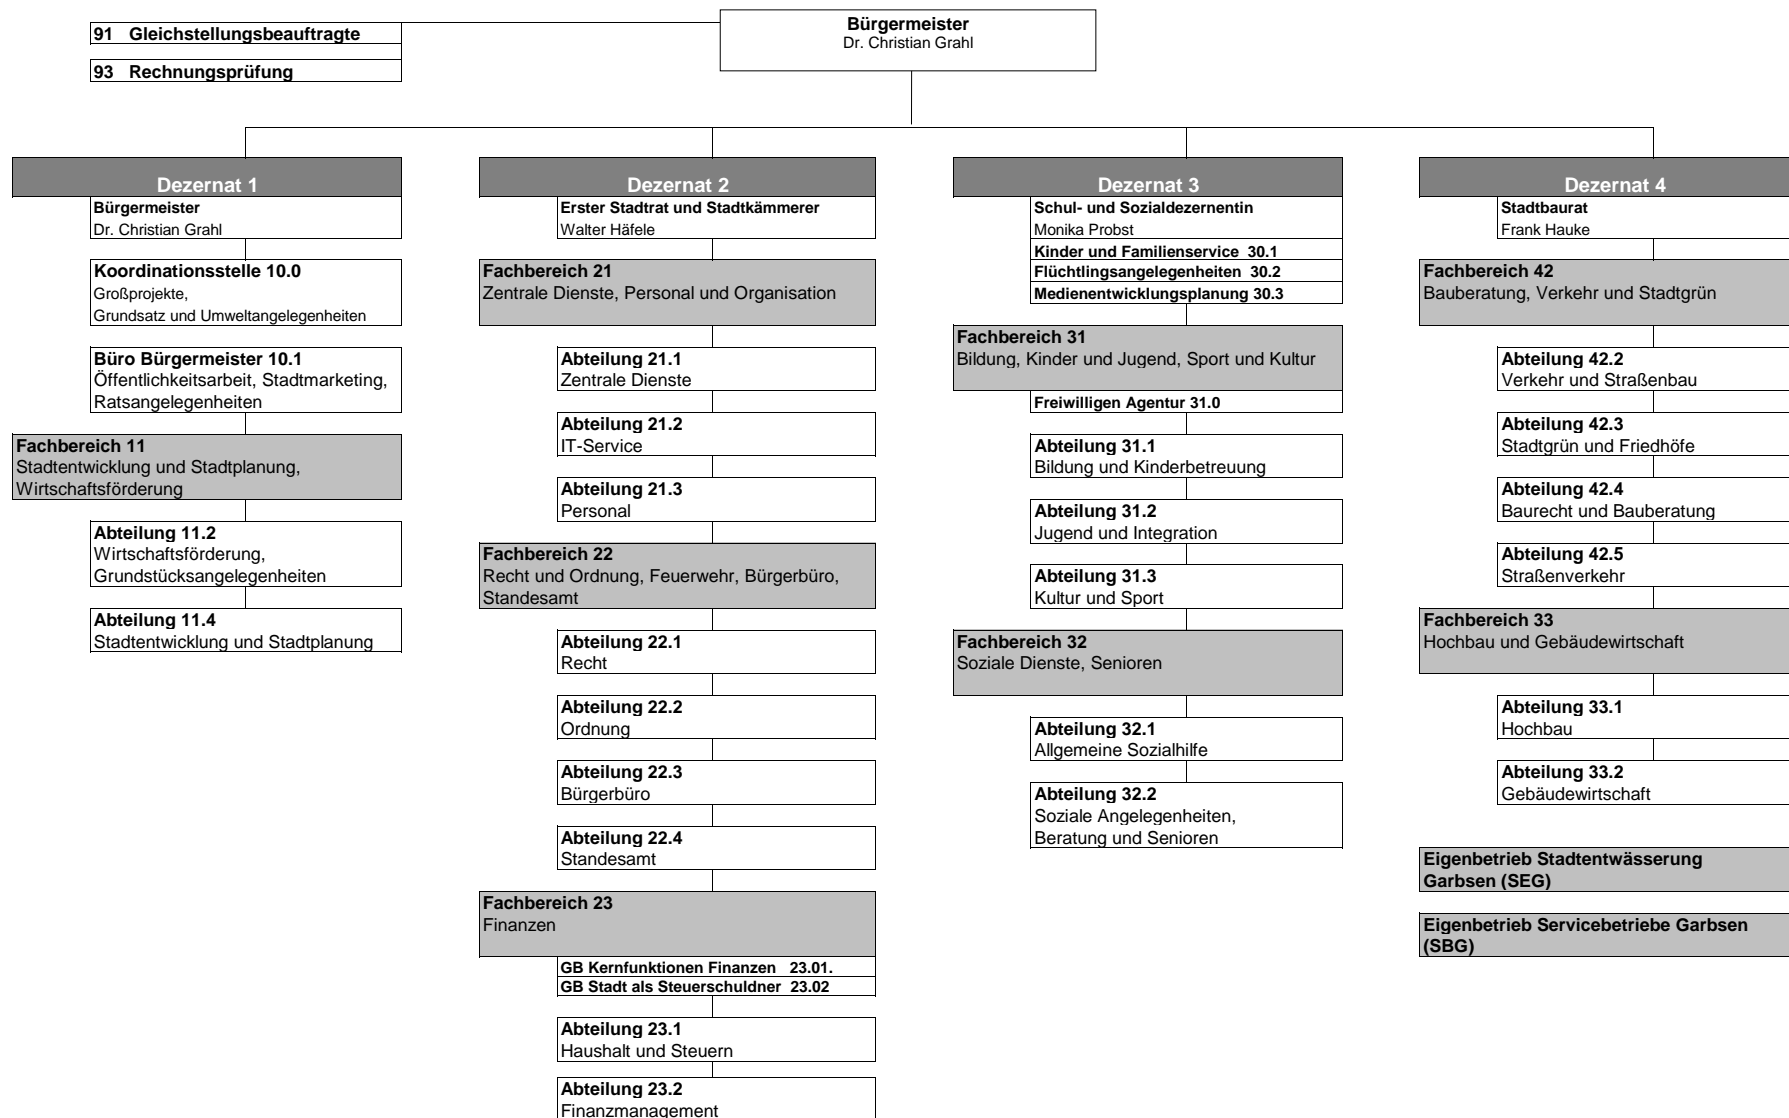 91 Gleichstellungsbeauftragte
93 Rechnungsprüfung
Bürgermeister
Dr. Christian Grahl
Dezernat 1
Bürgermeister
Dr. Christian Grahl
Koordinationsstelle 10.0
Großprojekte,
Grundsatz und Umweltangelegenheiten
Büro Bürgermeister 10.1
Öffentlichkeitsarbeit, Stadtmarketing,
Ratsangelegenheiten
Fachbereich 11
Stadtentwicklung und Stadtplanung,
Wirtschaftsförderung
Abteilung 11.2
Wirtschaftsförderung,
Grundstücksangelegenheiten
Abteilung 11.4
Stadtentwicklung und Stadtplanung
Dezernat 2
Erster Stadtrat und Stadtkämmerer
Walter Häfele
Fachbereich 21
Zentrale Dienste, Personal und Organisation
Abteilung 21.1
Zentrale Dienste
Abteilung 21.2
IT-Service
Abteilung 21.3
Personal
Fachbereich 22
Recht und Ordnung, Feuerwehr, Bürgerbüro,
Standesamt
Abteilung 22.1
Recht
Abteilung 22.2
Ordnung
Abteilung 22.3
Bürgerbüro
Abteilung 22.4
Standesamt
Fachbereich 23
Finanzen
GB Kernfunktionen Finanzen 23.01.
GB Stadt als Steuerschuldner 23.02
Abteilung 23.1
Haushalt und Steuern
Abteilung 23.2
Finanzmanagement
Dezernat 3
Schul- und Sozialdezernentin
Monika Probst
Kinder und Familienservice 30.1
Flüchtlingsangelegenheiten 30.2
Medienentwicklungsplanung 30.3
Fachbereich 31
Bildung, Kinder und Jugend, Sport und Kultur
Freiwilligen Agentur 31.0
Abteilung 31.1
Bildung und Kinderbetreuung
Abteilung 31.2
Jugend und Integration
Abteilung 31.3
Kultur und Sport
Fachbereich 32
Soziale Dienste, Senioren
Abteilung 32.1
Allgemeine Sozialhilfe
Abteilung 32.2
Soziale Angelegenheiten,
Beratung und Senioren
Dezernat 4
Stadtbaurat
Frank Hauke
Fachbereich 42
Bauberatung, Verkehr und Stadtgrün
Abteilung 42.2
Verkehr und Straßenbau
Abteilung 42.3
Stadtgrün und Friedhöfe
Abteilung 42.4
Baurecht und Bauberatung
Abteilung 42.5
Straßenverkehr
Fachbereich 33
Hochbau und Gebäudewirtschaft
Abteilung 33.1
Hochbau
Abteilung 33.2
Gebäudewirtschaft
Eigenbetrieb Stadtentwässerung
Garbsen (SEG)
Eigenbetrieb Servicebetriebe Garbsen
(SBG)